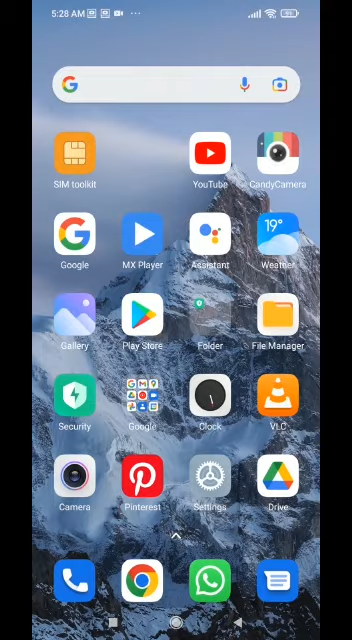 5:28 AM
SIM toolkit
YouTube
CandyCamera
Google
MX Player
Assistant
19°
Weather
Gallery
Play Store
Folder
File Manager
Security
Google
Clock
VLC
Camera
Pinterest
Settings
Drive